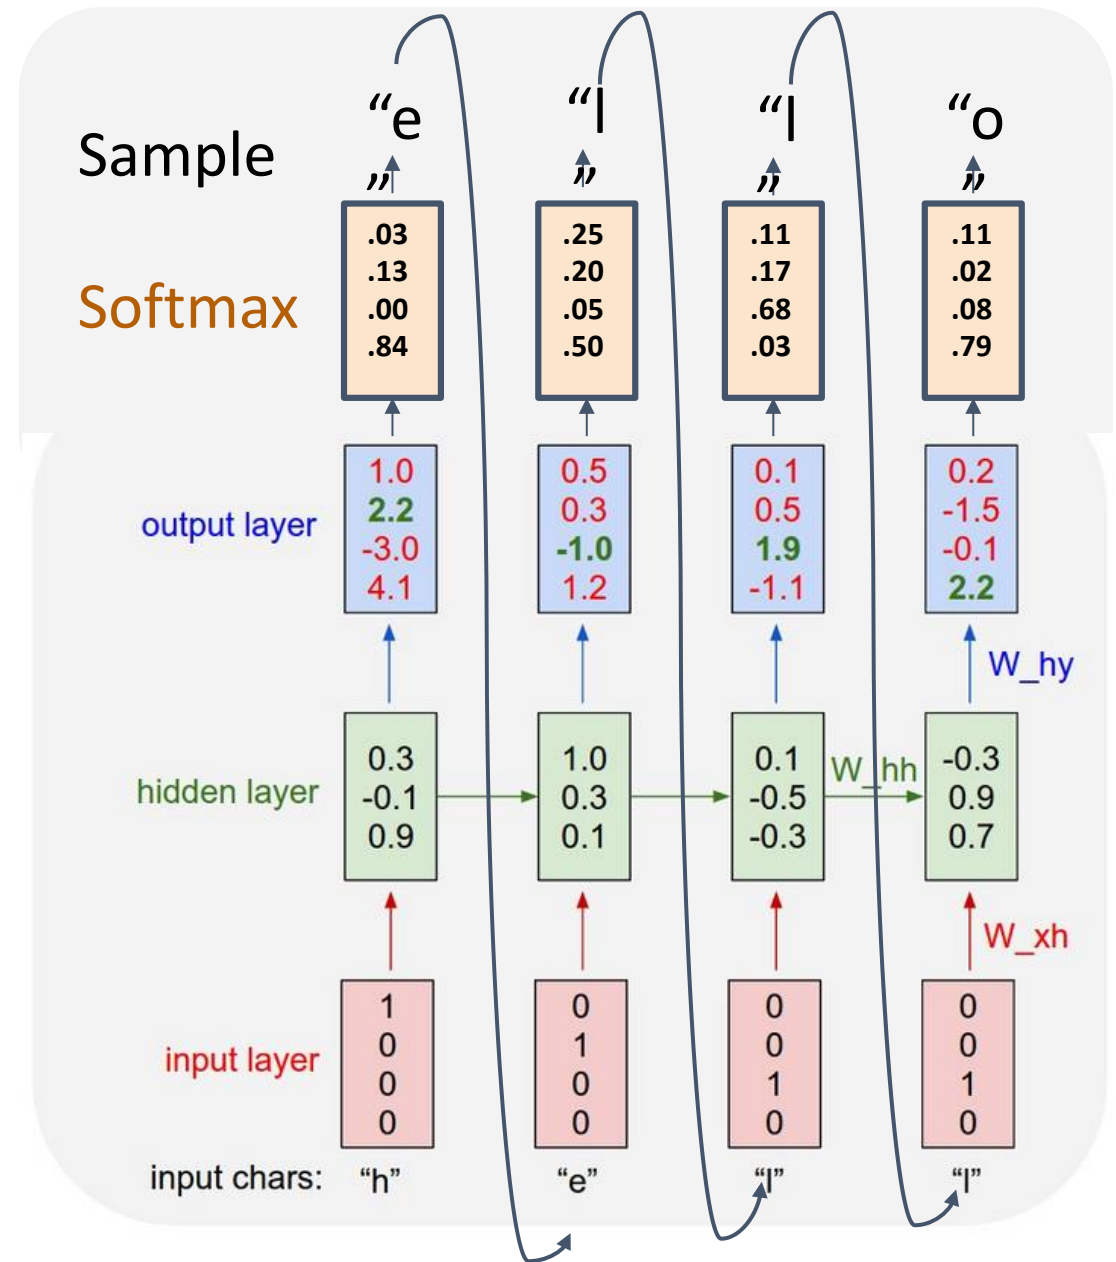 “e “l “l “o
Sample
” ” ” ”
.03 .25 .11 .11
.13 .20 .17 .02
Softmax
.00 .05 .68 .08
.84 .50 .03 .79
1.0 0.5 0.1 0.2
2.2 0.3 0.5 -1.5
output layer
-3.0 -1.0 1.9 -0.1
4.1 1.2 -1.1 2.2
W_hy
0.3 1.0 0.1 -0.3
W_hh
hidden layer -0.1 0.3 -0.5 0.9
0.9 0.1 -0.3 0.7
W_xh
1 0 0 0
0 1 0 0
input layer
0 0 1 1
0 0 0 0
input chars: “h” “e” “l” “l”